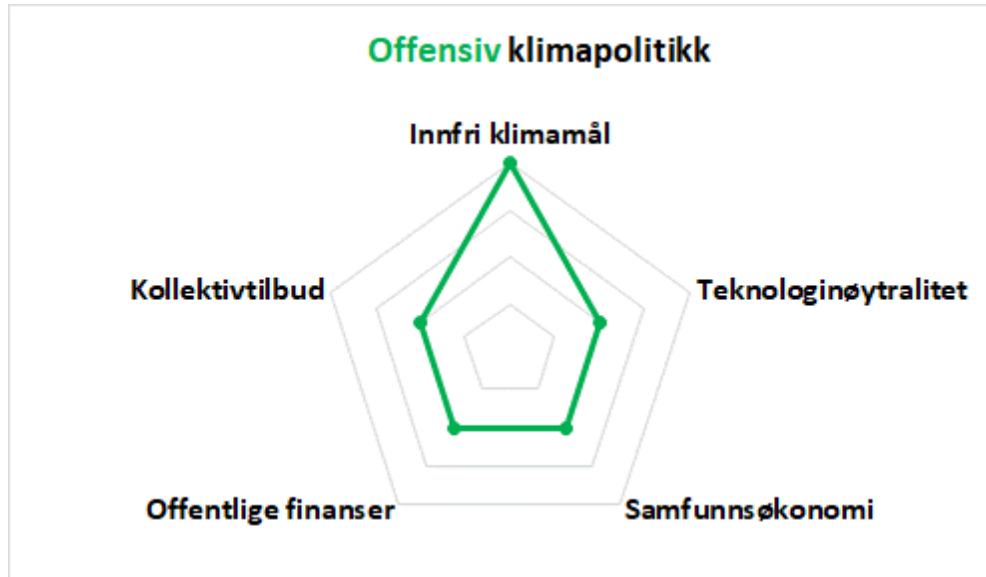 Offensiv klimapolitikk
Innfri klimamål
Kollektivtilbud
Teknologinøytralitet
Offentlige finanser
Samfunnsøkonomi